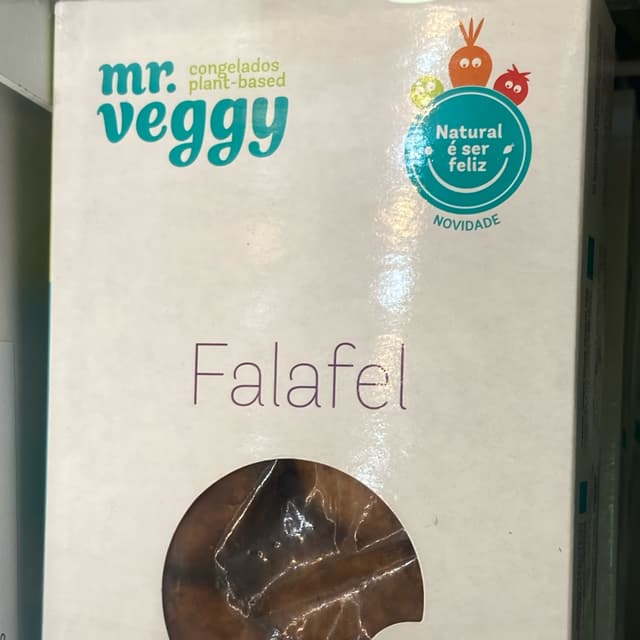 mr.
veggy
congelados
plant-based
Natural
é ser
feliz
NOVIDADE
Falafel